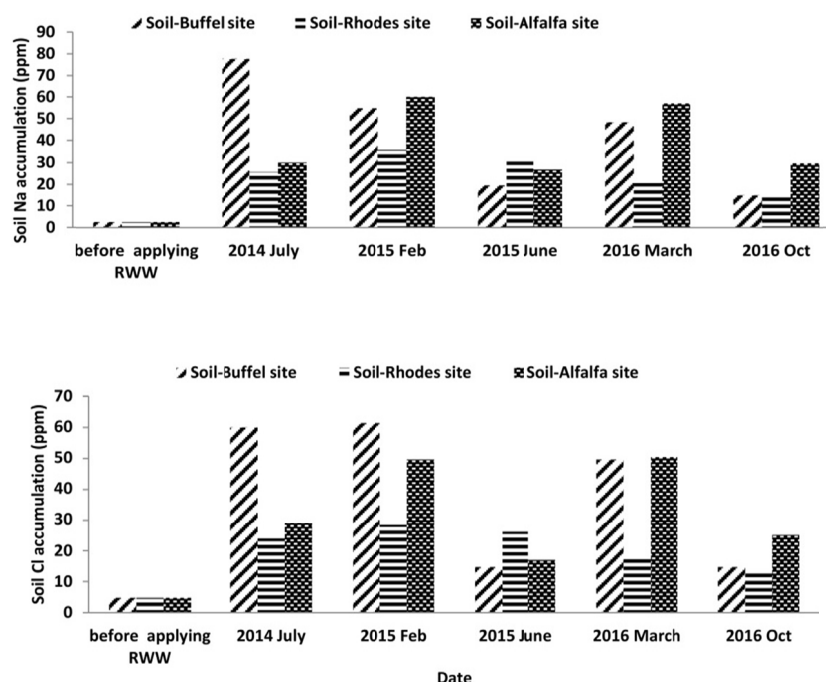 Soil-Buffel site Soil-Rhodes site Soil-Alfalfa site
Soil Na accumulation (ppm)
90
80
70
60
50
40
30
20
10
0
before applying RWW
2014 July
2015 Feb
2015 June
2016 March
2016 Oct
Soil-Buffel site Soil-Rhodes site Soil-Alfalfa site
Soil Cl accumulation (ppm)
70
60
50
40
30
20
10
0
before applying RWW
2014 July
2015 Feb
2015 June
2016 March
2016 Oct
Date